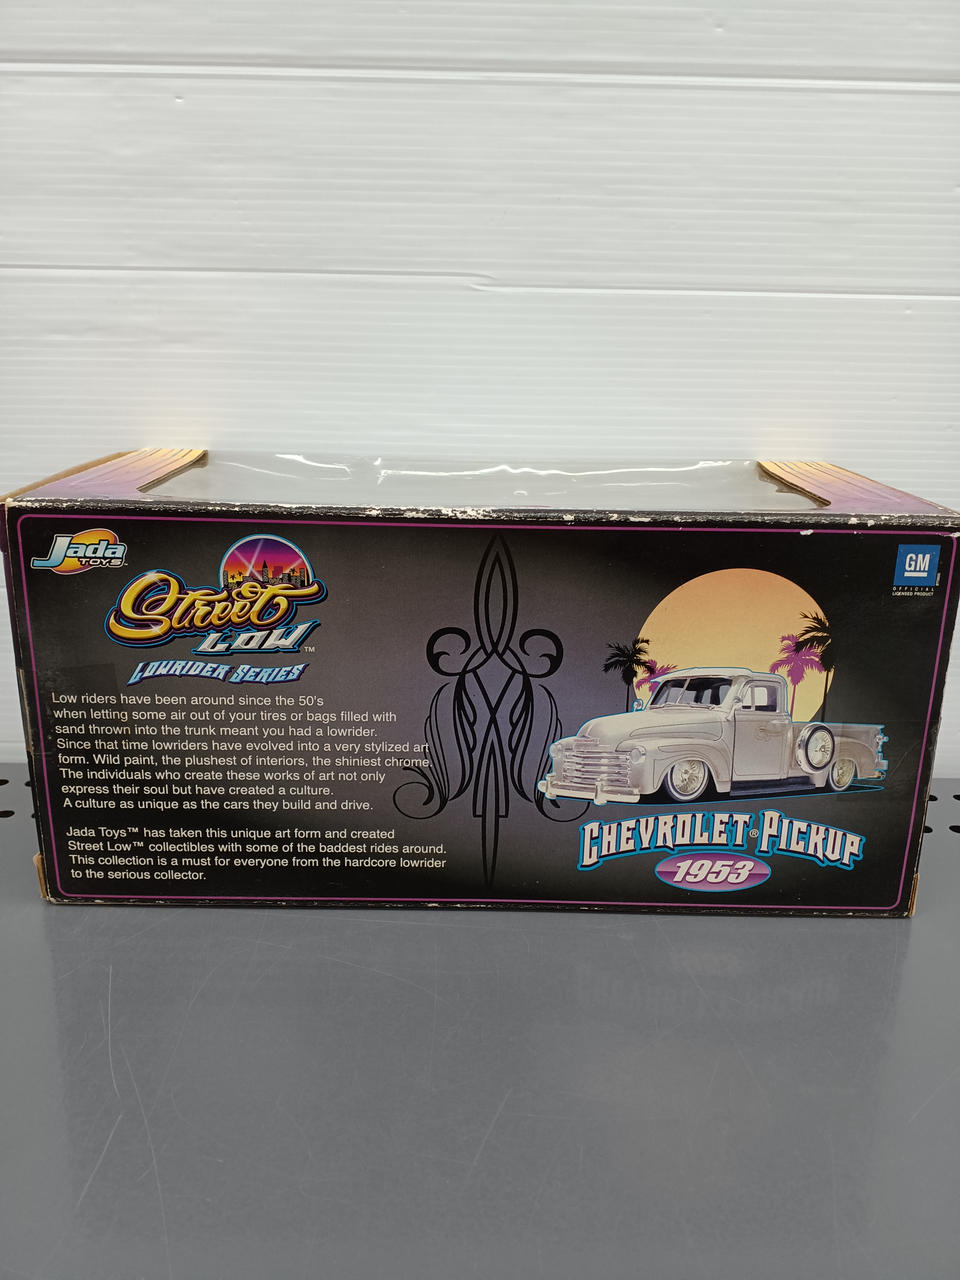 Jada
TOYS™
Street
LOW™
LOWRIDER SERIES
Low riders have been around since the 50's
when letting some air out of your tires or bags filled with
sand thrown into the trunk meant you had a lowrider.
Since that time lowriders have evolved into a very stylized art
form. Wild paint, the plushest of interiors, the shiniest chrome.
The individuals who create these works of art not only
express their soul but have created a culture.
A culture as unique as the cars they build and drive.
Jada Toys™ has taken this unique art form and created
Street Low™ collectibles with some of the baddest rides around.
This collection is a must for everyone from the hardcore lowrider
to the serious collector.
GM
OFFICIAL
LICENSED PRODUCT
CHEVROLET® PICKUP
1953